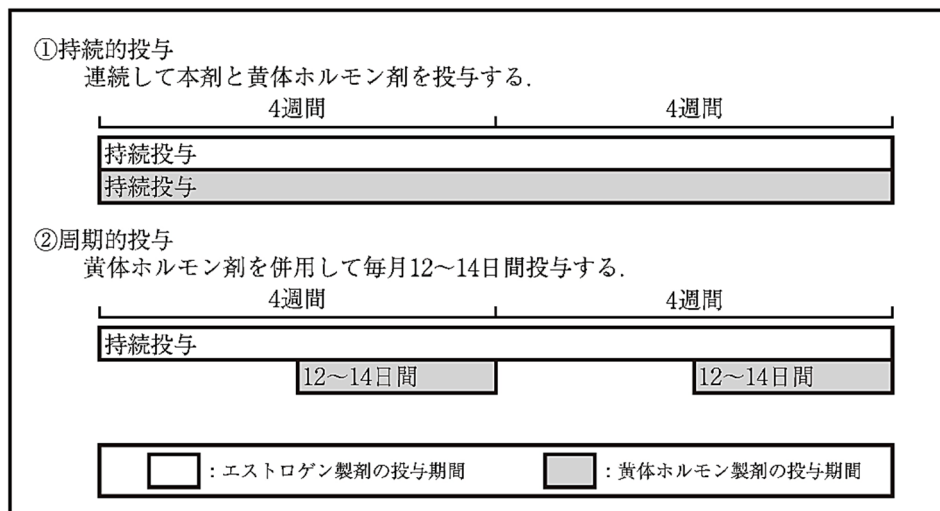 ①持続的投与
連続して本剤と黄体ホルモン剤を投与する.
4週間 4週間
持続投与
持続投与
②周期的投与
黄体ホルモン剤を併用して毎月12〜14日間投与する.
4週間 4週間
持続投与
12〜14日間 12〜14日間
：エストロゲン製剤の投与期間 ：黄体ホルモン製剤の投与期間